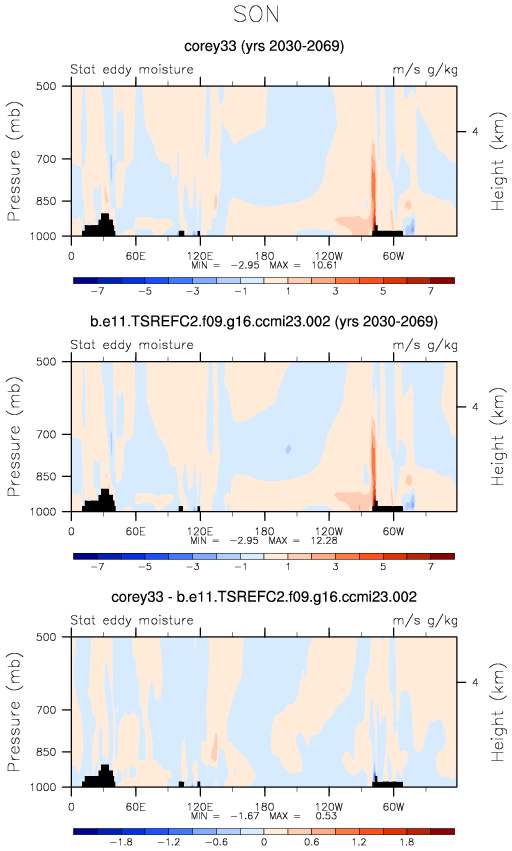 SON
corey33 (yrs 2030-2069)
Stat eddy moisture m/s g/kg
Pressure (mb)
Height (km)
500
700
850
1000
4
0 60E 120E 180 120W 60W
MIN = -2.95 MAX = 10.61
-7 -5 -3 -1 1 3 5 7
b.e11.TSREFC2.f09.g16.ccmi23.002 (yrs 2030-2069)
Stat eddy moisture m/s g/kg
Pressure (mb)
Height (km)
500
700
850
1000
4
0 60E 120E 180 120W 60W
MIN = -2.95 MAX = 12.28
-7 -5 -3 -1 1 3 5 7
corey33 - b.e11.TSREFC2.f09.g16.ccmi23.002
Stat eddy moisture m/s g/kg
Pressure (mb)
Height (km)
500
700
850
1000
4
0 60E 120E 180 120W 60W
MIN = -1.67 MAX = 0.53
-1.8 -1.2 -0.6 0 0.6 1.2 1.8